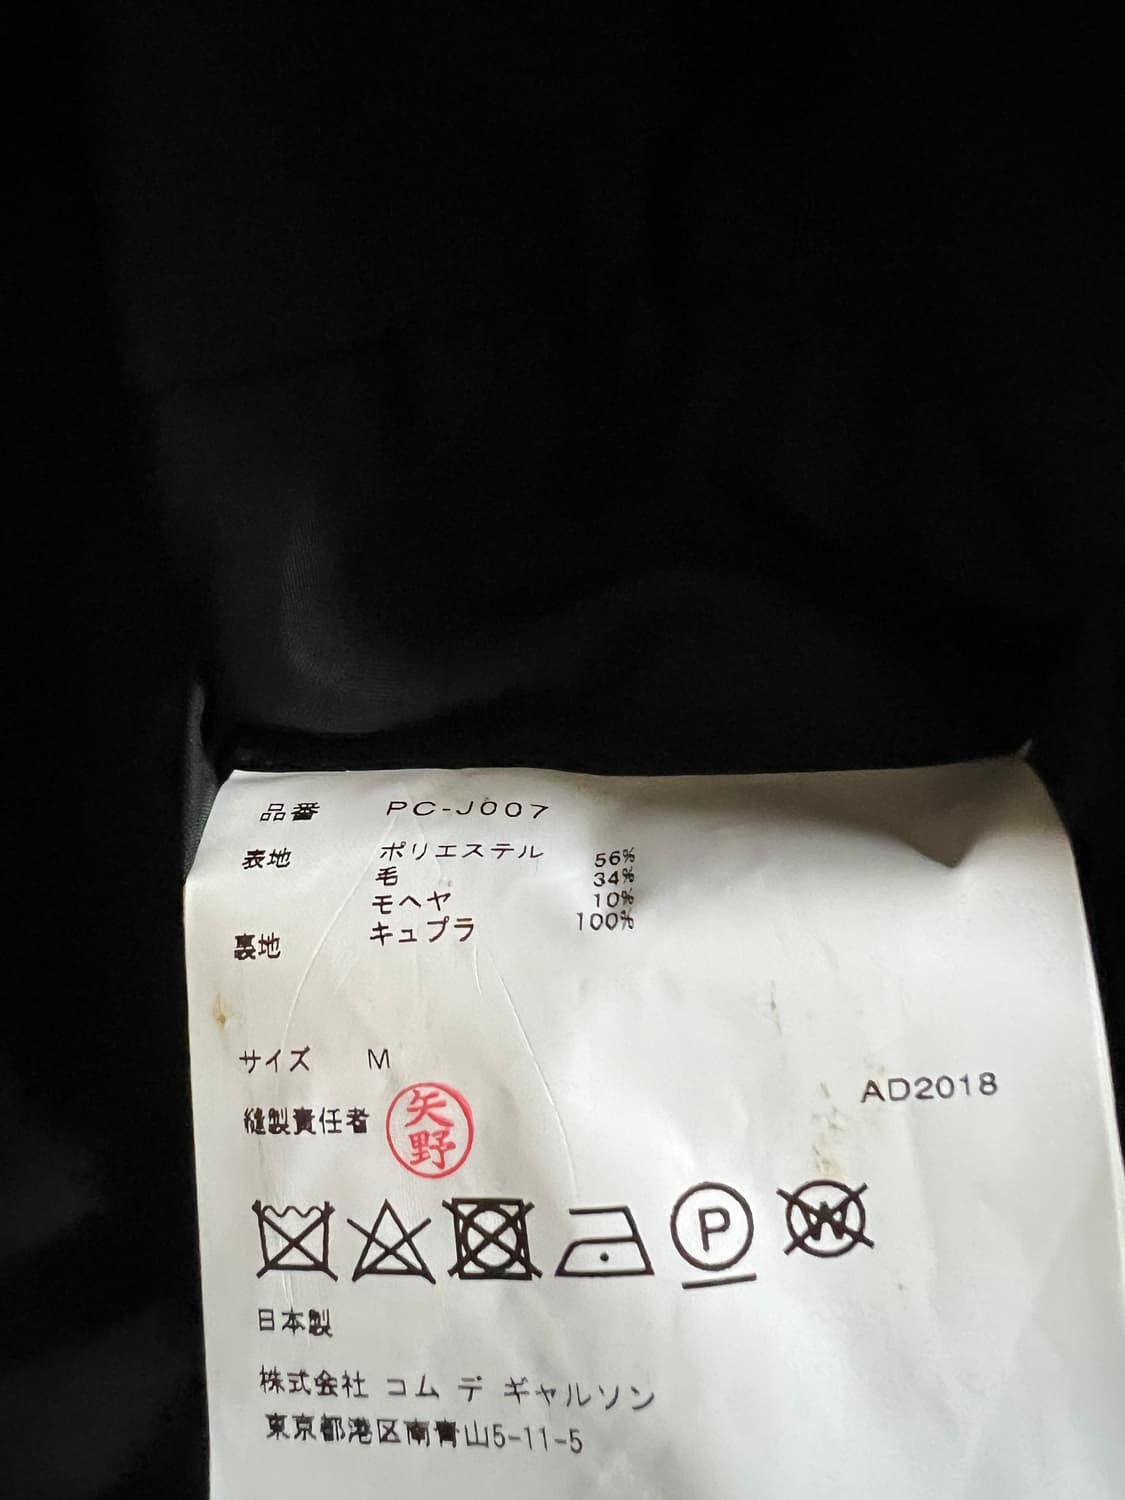 品番 PC-J007
表地 ポリエステル 56%
毛 34%
モヘヤ 10%
裏地 キュプラ 100%
サイズ M
AD2018
縫製責任者 矢野
P W
日本製
株式会社 コム デ ギャルソン
東京都港区南青山5-11-5